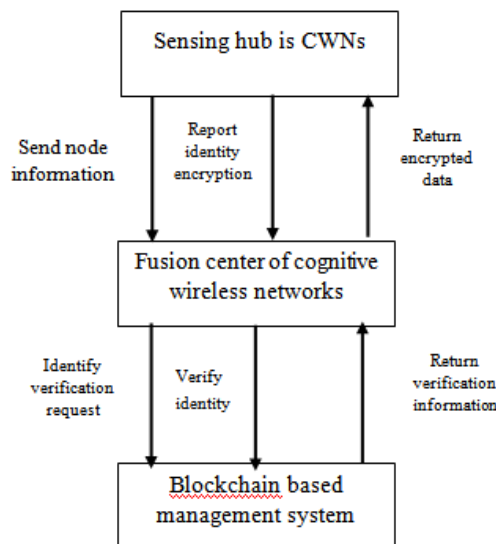 Sensing hub is CWNs
Send node
information
Report
identity
encryption
Return
encrypted
data
Fusion center of cognitive
wireless networks
Identify
verification
request
Verify
identity
Return
verification
information
Blockchain based
management system